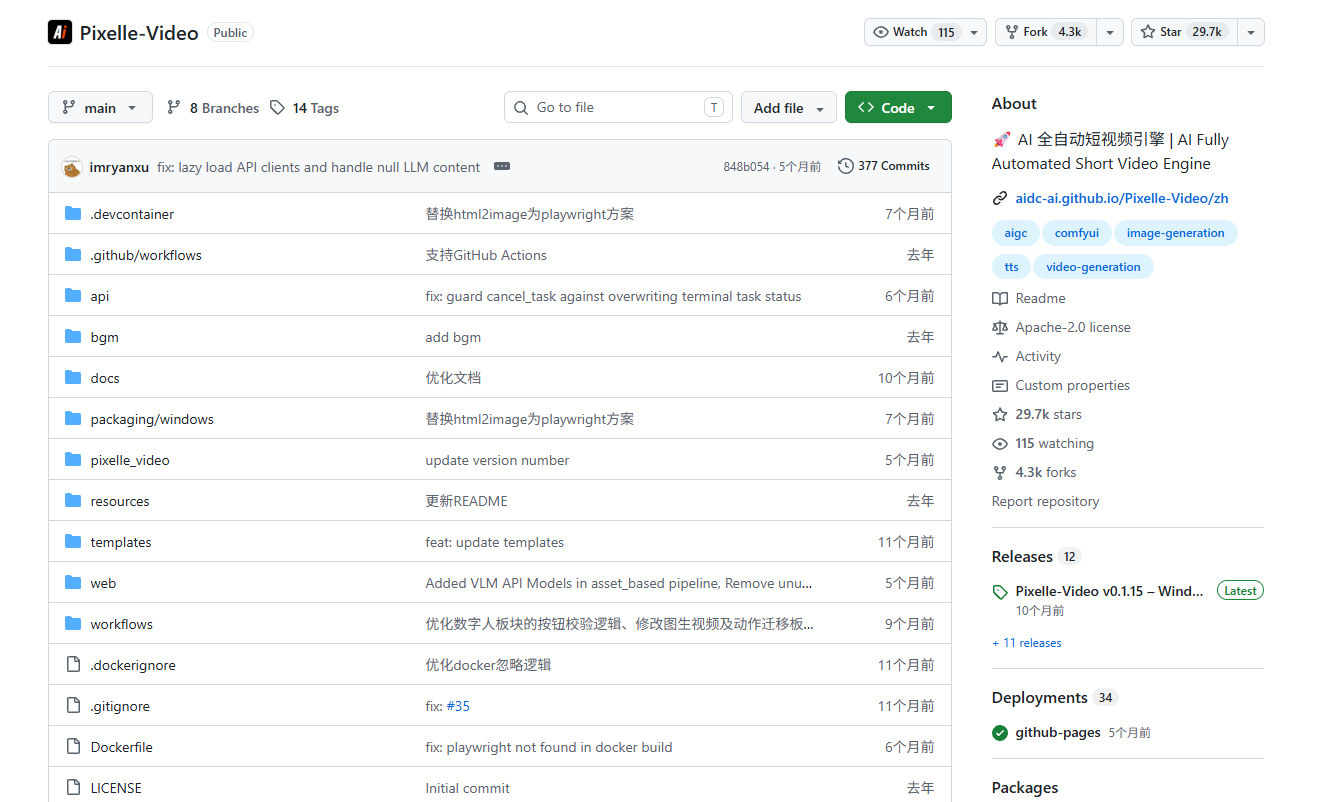 Ai Pixelle-Video Public Watch 115 Fork 4.3k Star 29.7k
main 8 Branches 14 Tags Go to file T Add file Code
imryanxu fix: lazy load API clients and handle null LLM content 848b054 · 5个月前 377 Commits
.devcontainer 替换html2image为playwright方案 7个月前
.github/workflows 支持GitHub Actions 去年
api fix: guard cancel_task against overwriting terminal task status 6个月前
bgm add bgm 去年
docs 优化文档 10个月前
packaging/windows 替换html2image为playwright方案 7个月前
pixelle_video update version number 5个月前
resources 更新README 去年
templates feat: update templates 11个月前
web Added VLM API Models in asset_based pipeline, Remove unu... 5个月前
workflows 优化数字人板块的按钮校验逻辑、修改图生视频及动作迁移板... 9个月前
.dockerignore 优化docker忽略逻辑 11个月前
.gitignore fix: #35 11个月前
Dockerfile fix: playwright not found in docker build 6个月前
LICENSE Initial commit 去年
About
🚀 AI 全自动短视频引擎 | AI Fully
Automated Short Video Engine
aidc-ai.github.io/Pixelle-Video/zh
aigc comfyui image-generation
tts video-generation
Readme
Apache-2.0 license
Activity
Custom properties
29.7k stars
115 watching
4.3k forks
Report repository
Releases 12
Pixelle-Video v0.1.15 – Wind... Latest
10个月前
+ 11 releases
Deployments 34
github-pages 5个月前
Packages